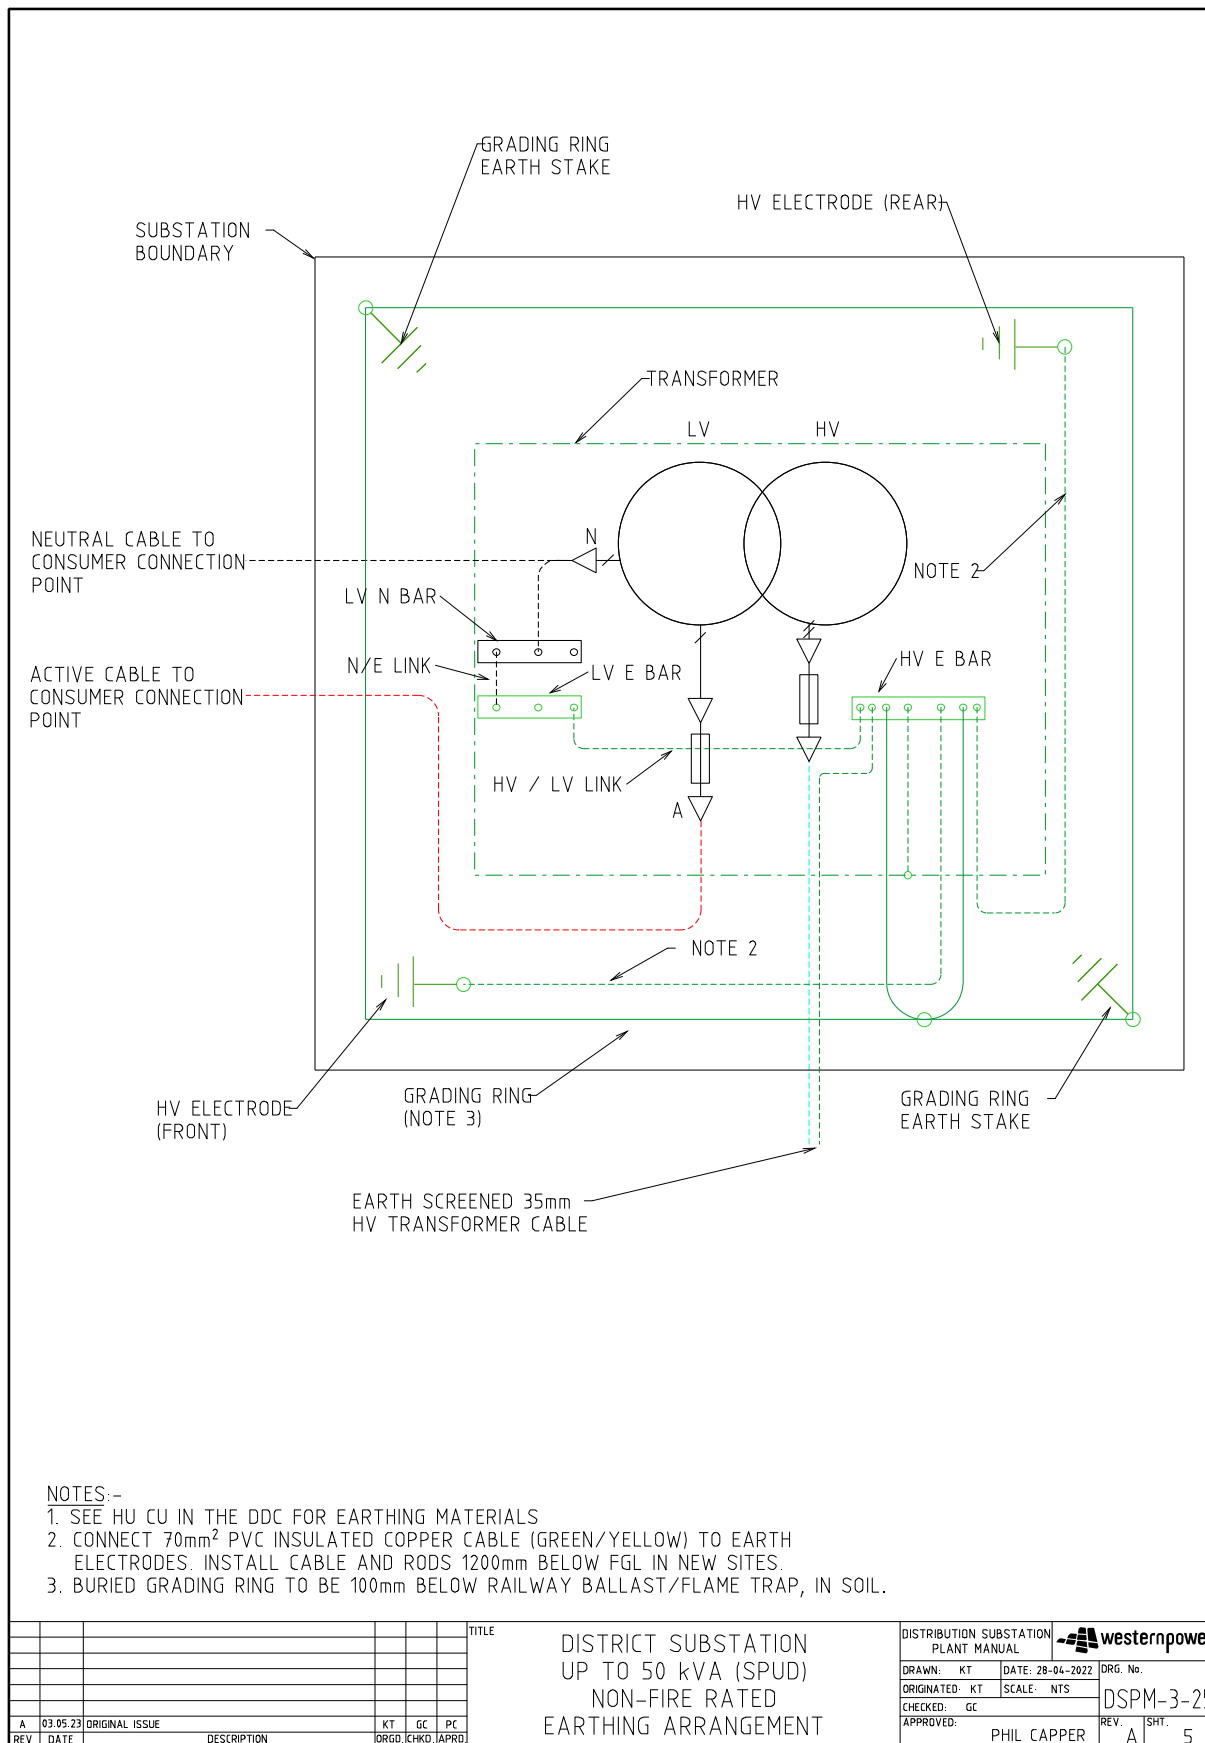 GRADING RING
EARTH STAKE
HV ELECTRODE (REAR)
SUBSTATION
BOUNDARY
TRANSFORMER
LV
HV
NEUTRAL CABLE TO
CONSUMER CONNECTION
POINT
N
NOTE 2
LV N BAR
N/E LINK
LV E BAR
HV E BAR
ACTIVE CABLE TO
CONSUMER CONNECTION
POINT
HV / LV LINK
A
NOTE 2
HV ELECTRODE
(FRONT)
GRADING RING
(NOTE 3)
GRADING RING
EARTH STAKE
EARTH SCREENED 35mm
HV TRANSFORMER CABLE
NOTES:-
1. SEE HU CU IN THE DDC FOR EARTHING MATERIALS
2. CONNECT 70mm² PVC INSULATED COPPER CABLE (GREEN/YELLOW) TO EARTH
ELECTRODES. INSTALL CABLE AND RODS 1200mm BELOW FGL IN NEW SITES.
3. BURIED GRADING RING TO BE 100mm BELOW RAILWAY BALLAST/FLAME TRAP, IN SOIL.
A 03.05.23 ORIGINAL ISSUE KT GC PC
REV DATE DESCRIPTION ORGD. CHKD. APRD.
TITLE
DISTRICT SUBSTATION
UP TO 50 kVA (SPUD)
NON-FIRE RATED
EARTHING ARRANGEMENT
DISTRIBUTION SUBSTATION
PLANT MANUAL
westernpowe
DRAWN: KT DATE: 28-04-2022 DRG. No.
ORIGINATED: KT SCALE: NTS
DSPM-3-2
CHECKED: GC
APPROVED:
PHIL CAPPER
REV. A SHT. 5